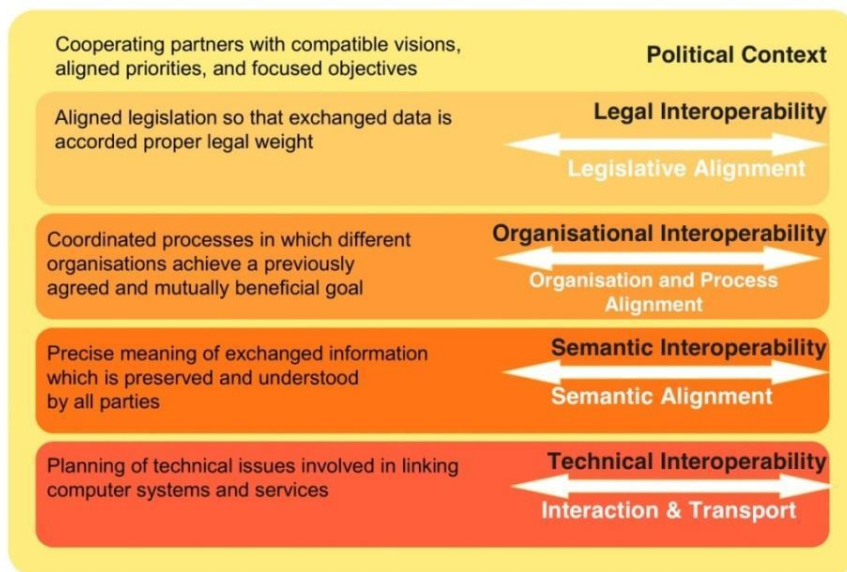 Cooperating partners with compatible visions,
aligned priorities, and focused objectives
Political Context
Aligned legislation so that exchanged data is
accorded proper legal weight
Legal Interoperability
Legislative Alignment
Coordinated processes in which different
organisations achieve a previously
agreed and mutually beneficial goal
Organisational Interoperability
Organisation and Process
Alignment
Precise meaning of exchanged information
which is preserved and understood
by all parties
Semantic Interoperability
Semantic Alignment
Planning of technical issues involved in linking
computer systems and services
Technical Interoperability
Interaction & Transport